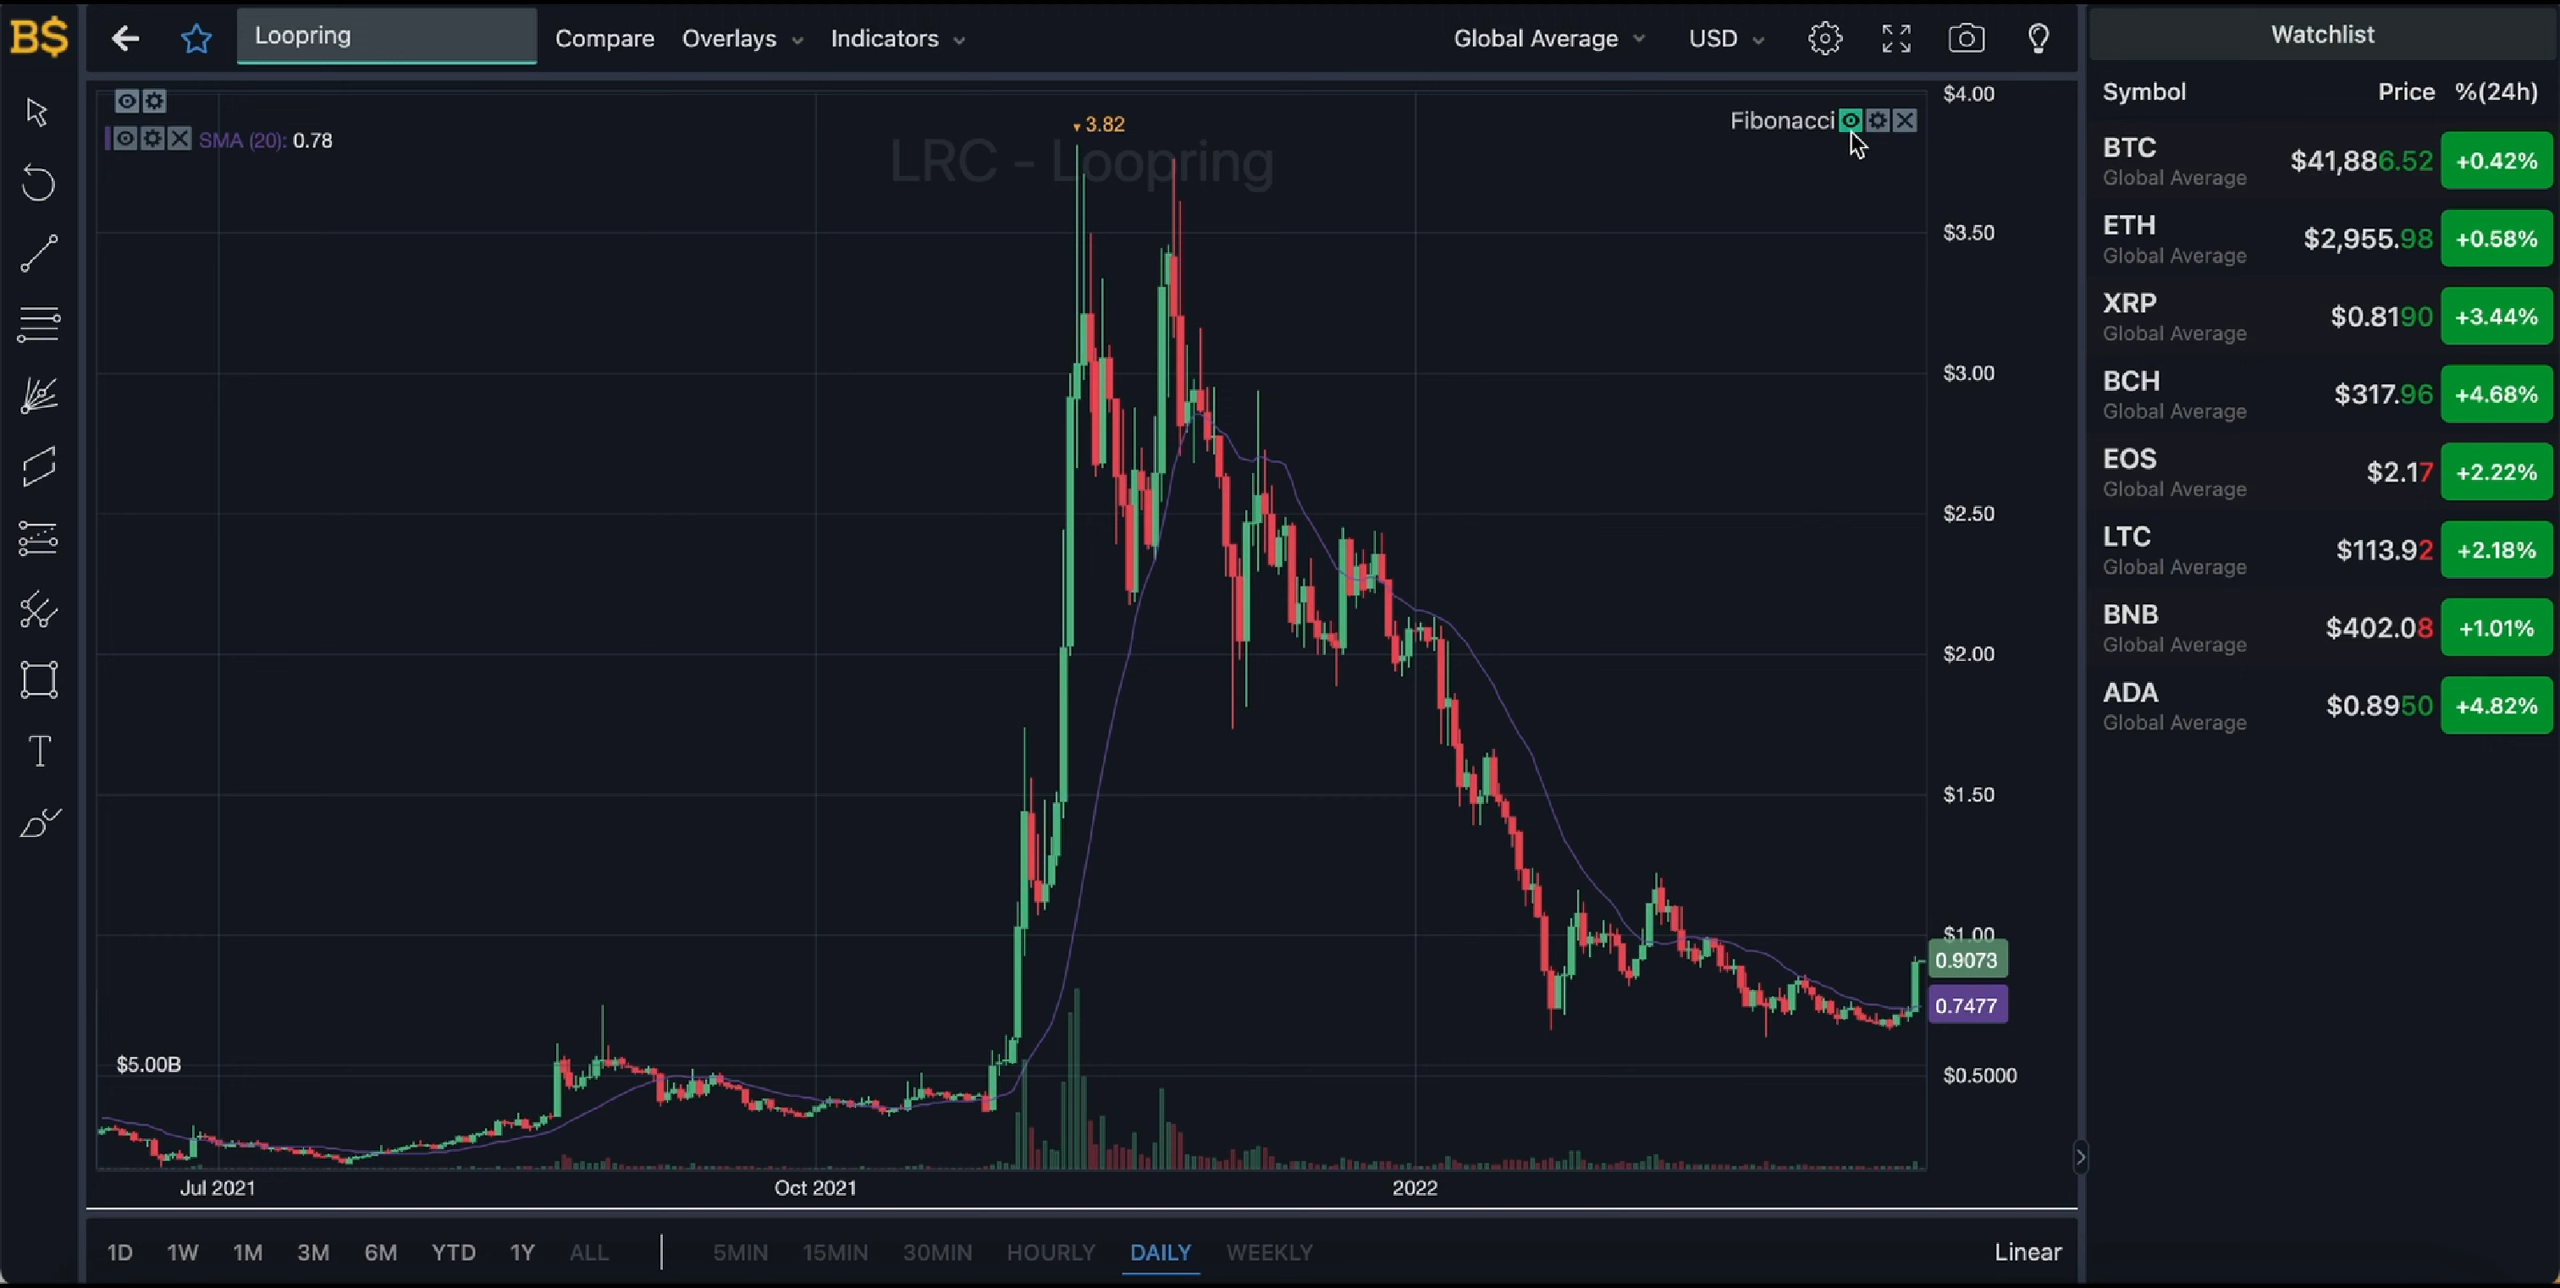 B$
Loopring
Compare
Overlays
Indicators
Global Average
USD
Watchlist
Symbol Price %(24h)
SMA (20): 0.78
3.82
LRC - Loopring
Fibonacci
$4.00
$3.50
$3.00
$2.50
$2.00
$1.50
$1.00
0.9073
0.7477
$0.5000
$5.00B
Jul 2021
Oct 2021
2022
BTC $41,886.52 +0.42%
Global Average
ETH $2,955.98 +0.58%
Global Average
XRP $0.8190 +3.44%
Global Average
BCH $317.96 +4.68%
Global Average
EOS $2.17 +2.22%
Global Average
LTC $113.92 +2.18%
Global Average
BNB $402.08 +1.01%
Global Average
ADA $0.8950 +4.82%
Global Average
1D 1W 1M 3M 6M YTD 1Y ALL 5MIN 15MIN 30MIN HOURLY DAILY WEEKLY Linear